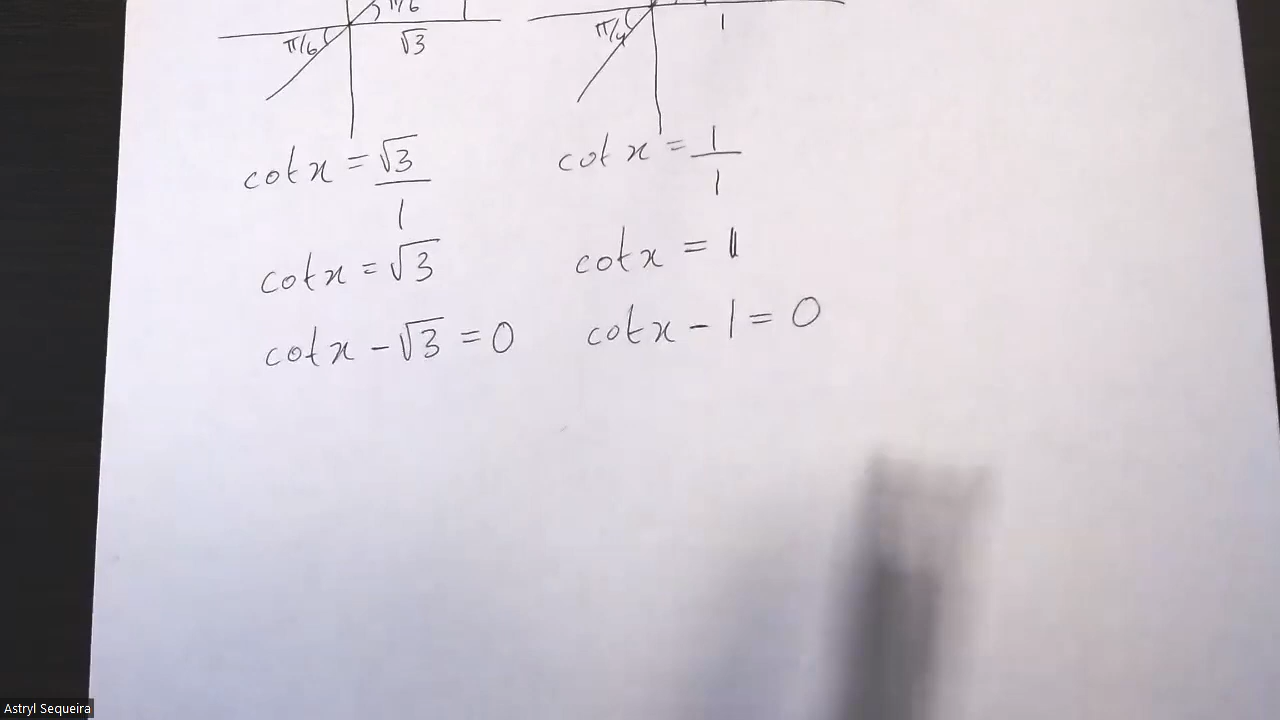 π/6
π/6 √3
π/4 1
cot x = √3/1
cot x = 1/1
cot x = √3
cot x = 1
cot x - √3 = 0
cot x - 1 = 0
Astryl Sequeira